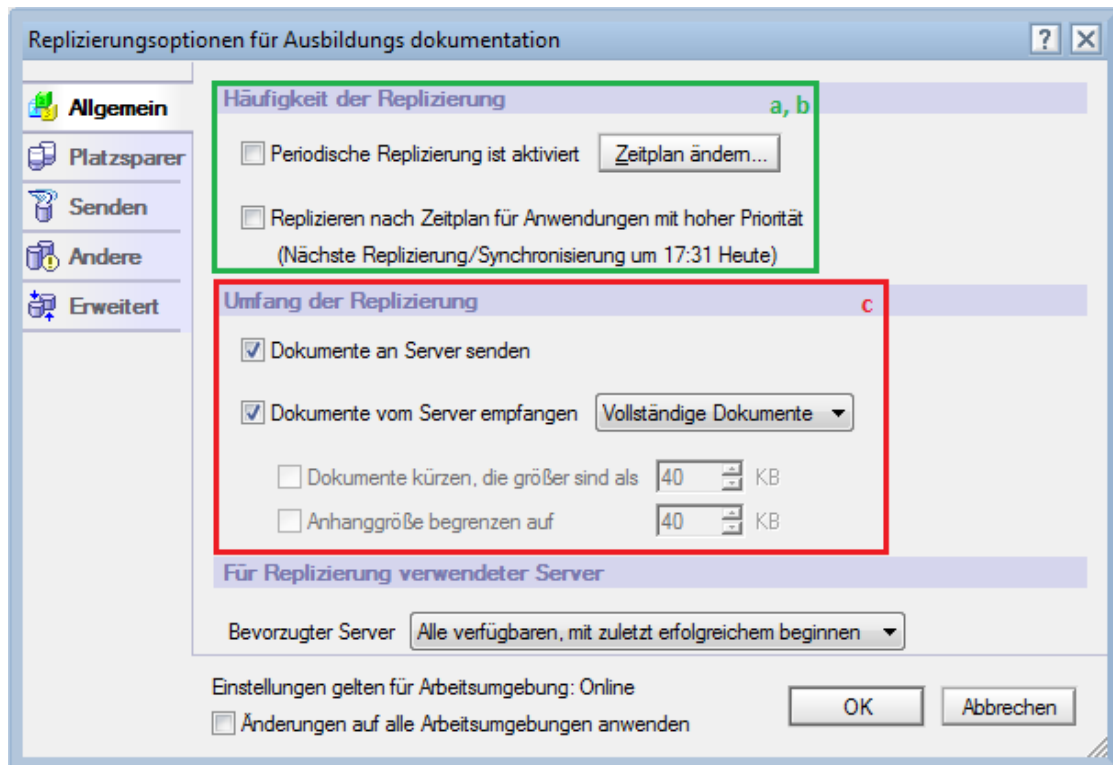 Replizierungsoptionen für Ausbildungs dokumentation
Allgemein
Platzsparer
Senden
Andere
Erweitert
Häufigkeit der Replizierung
a, b
Periodische Replizierung ist aktiviert
Zeitplan ändern...
Replizieren nach Zeitplan für Anwendungen mit hoher Priorität
(Nächste Replizierung/Synchronisierung um 17:31 Heute)
Umfang der Replizierung
c
Dokumente an Server senden
Dokumente vom Server empfangen
Vollständige Dokumente
Dokumente kürzen, die größer sind als
40
KB
Anhanggröße begrenzen auf
40
KB
Für Replizierung verwendeter Server
Bevorzugter Server
Alle verfügbaren, mit zuletzt erfolgreichem beginnen
Einstellungen gelten für Arbeitsumgebung: Online
Änderungen auf alle Arbeitsumgebungen anwenden
OK
Abbrechen